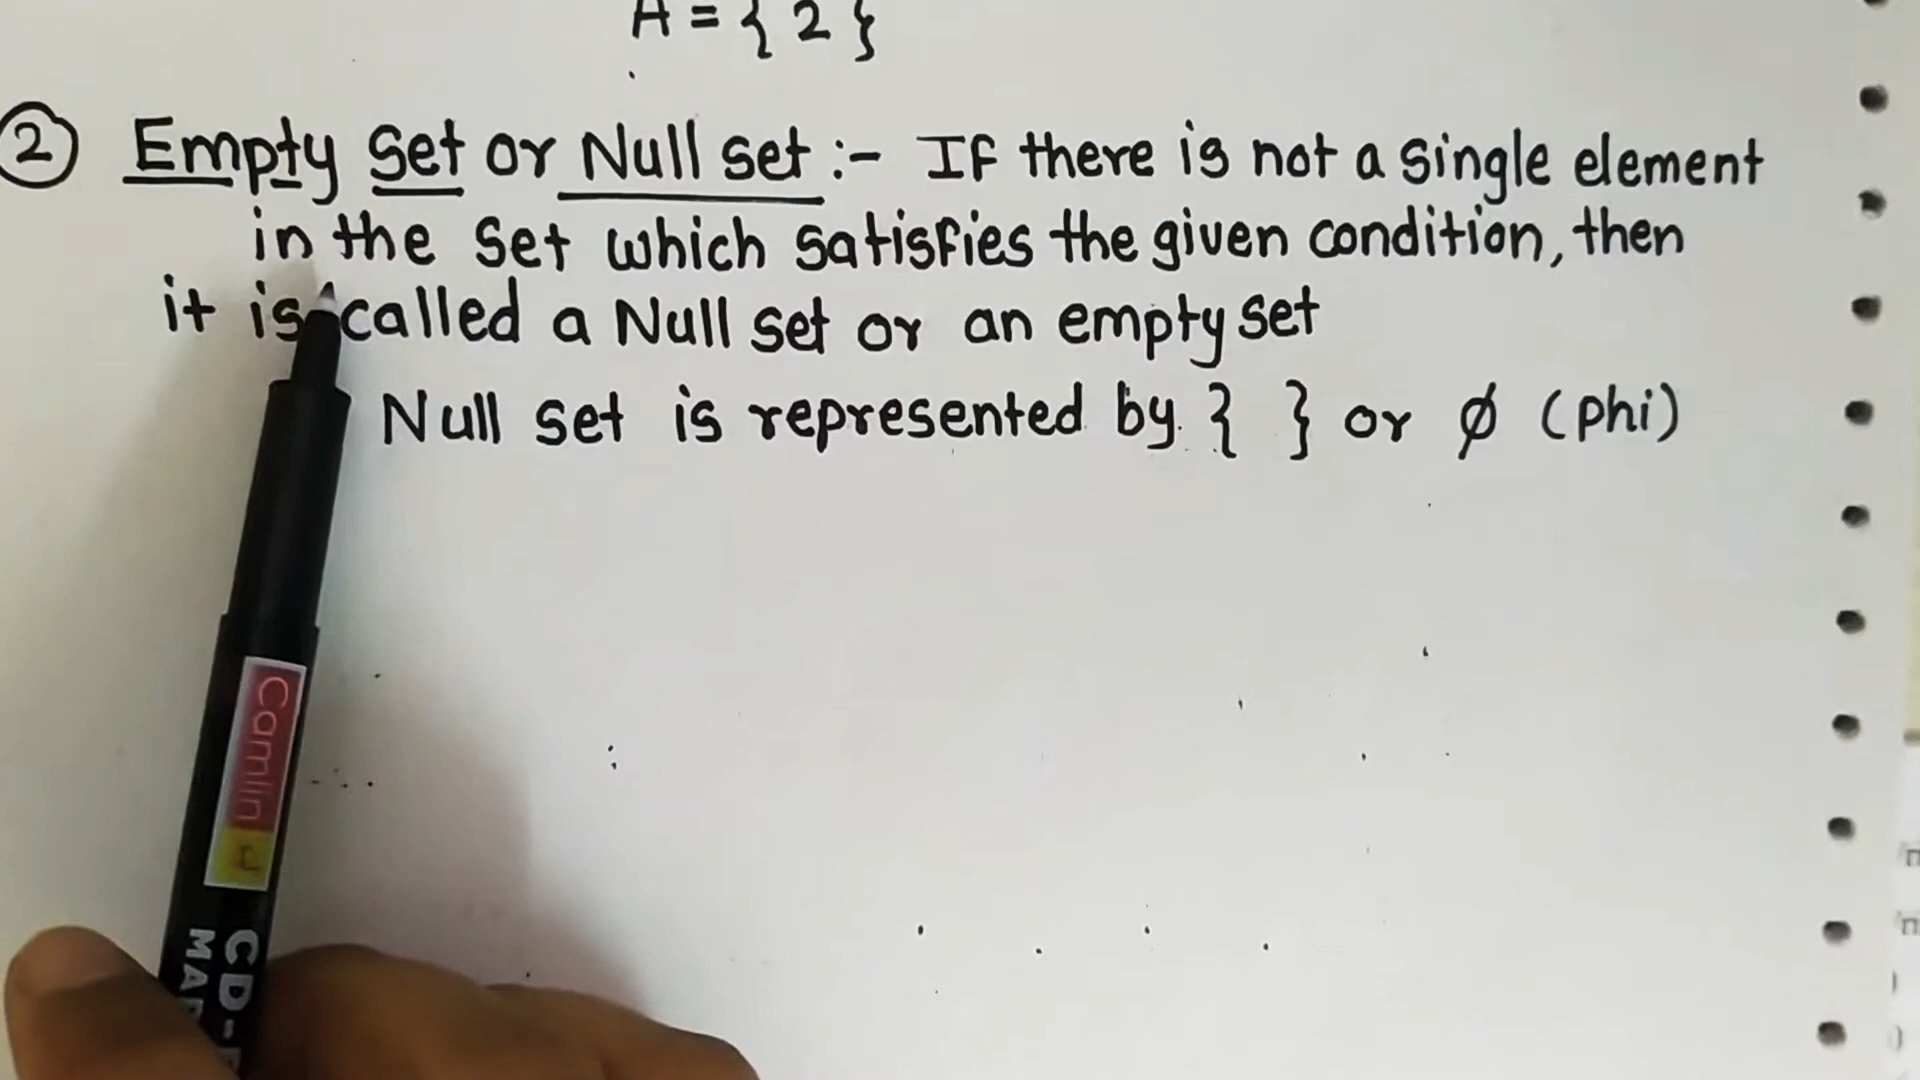 A = { 2 }
② Empty set or Null set :- If there is not a single element
in the set which satisfies the given condition, then
it is called a Null set or an empty set
Null set is represented by { } or ϕ (phi)
Camlin
CD-
MAR